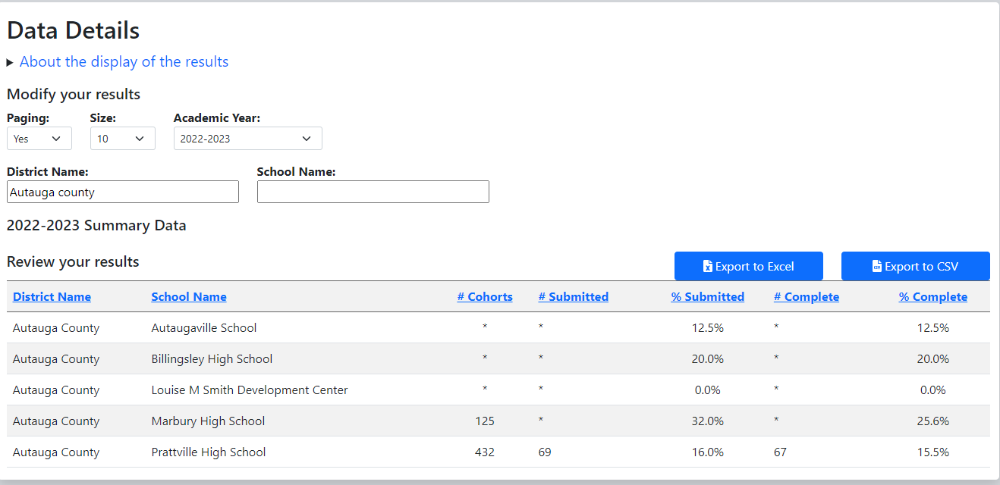 Data Details
About the display of the results
Modify your results
Paging: Size: Academic Year:
Yes 10 2022-2023
District Name: School Name:
Autauga county
2022-2023 Summary Data
Review your results Export to Excel Export to CSV
District Name School Name # Cohorts # Submitted % Submitted # Complete % Complete
Autauga County Autaugaville School * * 12.5% * 12.5%
Autauga County Billingsley High School * * 20.0% * 20.0%
Autauga County Louise M Smith Development Center * * 0.0% * 0.0%
Autauga County Marbury High School 125 * 32.0% * 25.6%
Autauga County Prattville High School 432 69 16.0% 67 15.5%